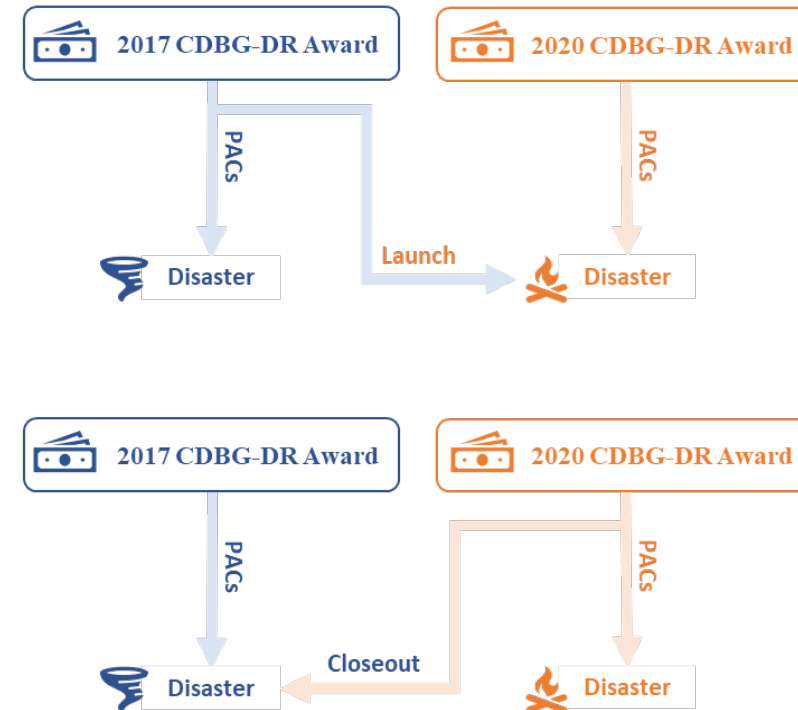 2017 CDBG-DR Award
2020 CDBG-DR Award
PACs
PACs
Launch
Disaster
Disaster
2017 CDBG-DR Award
2020 CDBG-DR Award
PACs
PACs
Closeout
Disaster
Disaster